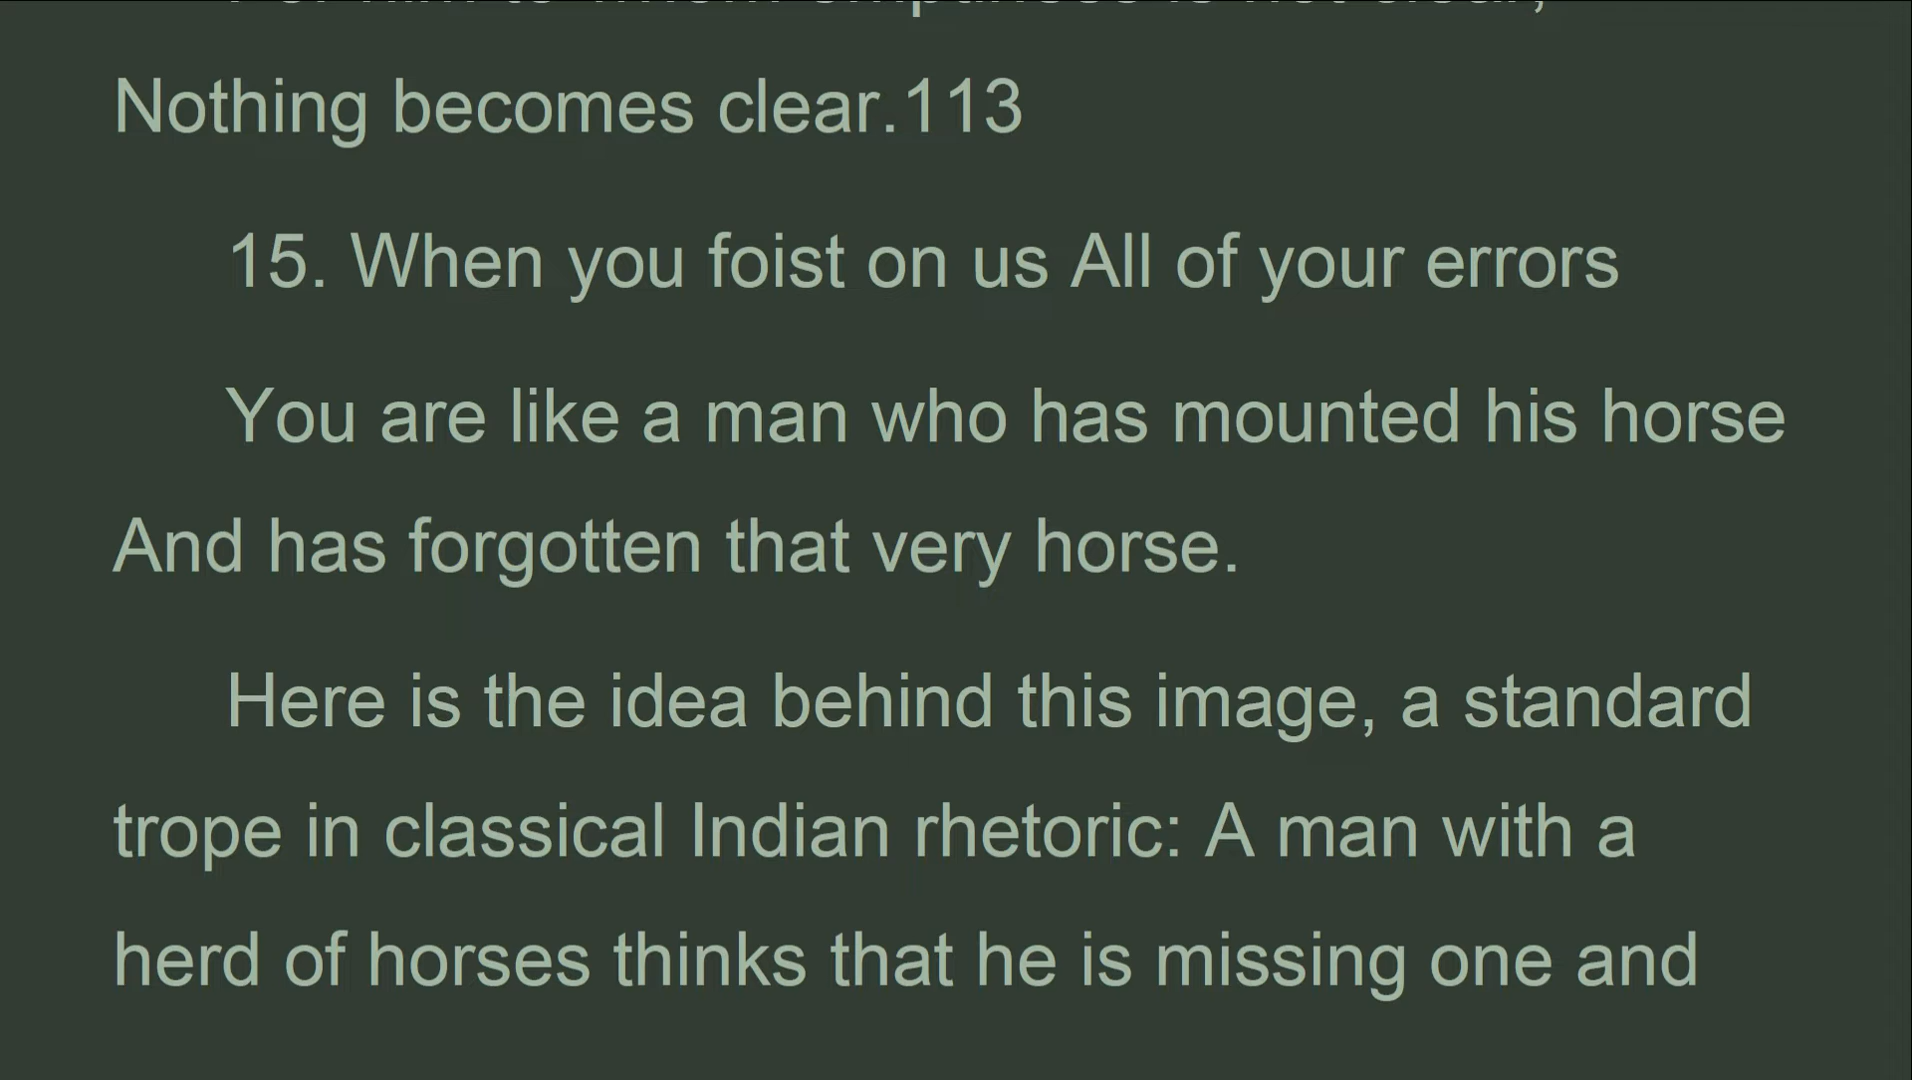 Nothing becomes clear.113
15. When you foist on us All of your errors
You are like a man who has mounted his horse
And has forgotten that very horse.
Here is the idea behind this image, a standard
trope in classical Indian rhetoric: A man with a
herd of horses thinks that he is missing one and